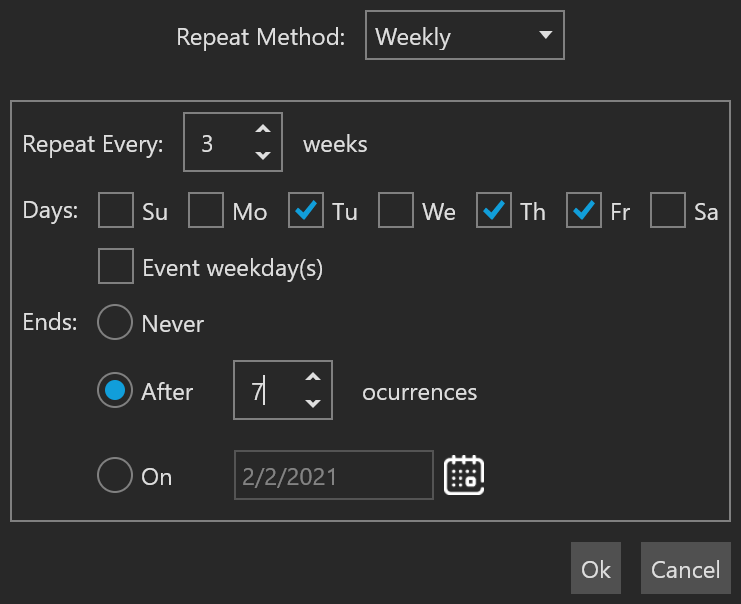 Repeat Method: Weekly
Repeat Every: 3 weeks
Days: Su Mo Tu We Th Fr Sa
Event weekday(s)
Ends: Never
After 7 ocurrences
On 2/2/2021
Ok Cancel